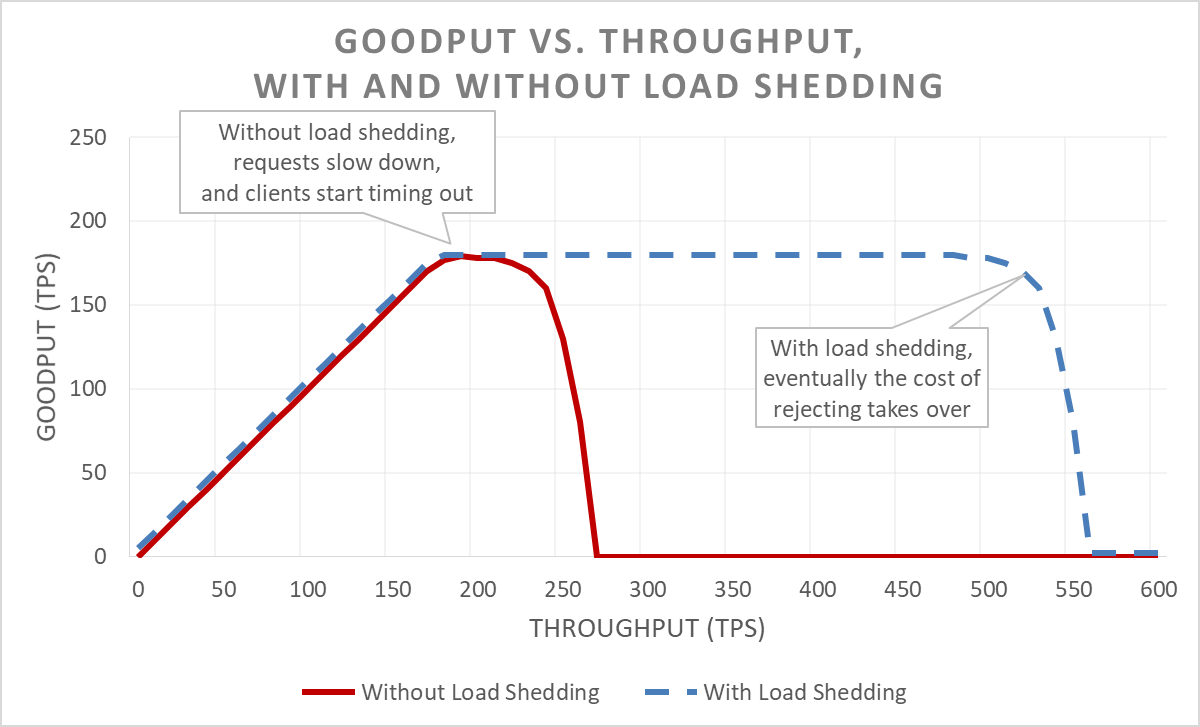 GOODPUT VS. THROUGHPUT,
WITH AND WITHOUT LOAD SHEDDING
Without load shedding,
requests slow down,
and clients start timing out
250
200
150
100
50
0
GOODPUT (TPS)
With load shedding,
eventually the cost of
rejecting takes over
0 50 100 150 200 250 300 350 400 450 500 550 600
THROUGHPUT (TPS)
Without Load Shedding With Load Shedding